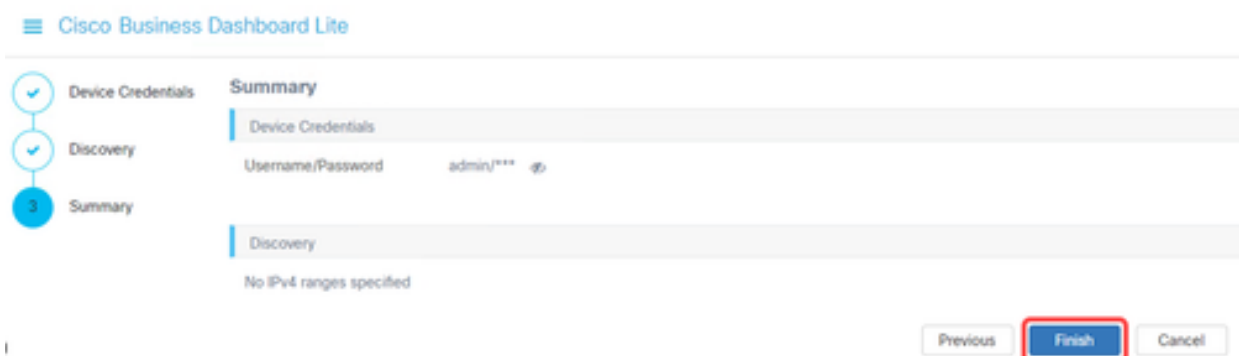 Cisco Business Dashboard Lite
Device Credentials
Discovery
3 Summary
Summary
Device Credentials
Username/Password admin/***
Discovery
No IPv4 ranges specified
Previous Finish Cancel